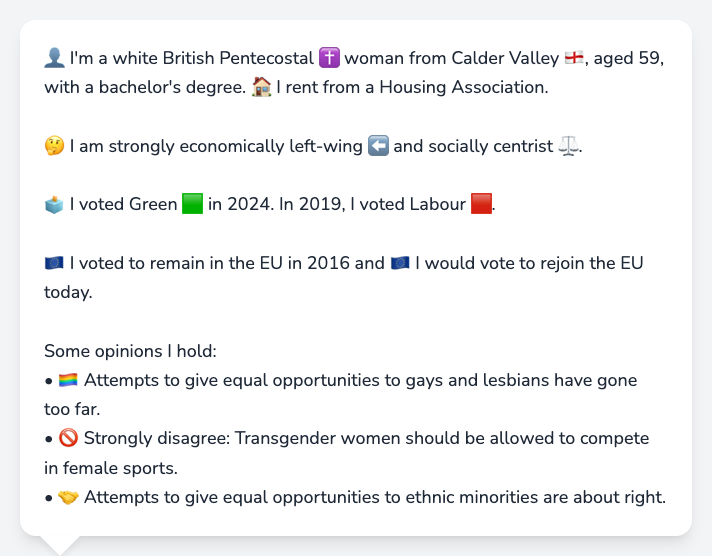 👤 I'm a white British Pentecostal ✝️ woman from Calder Valley 🏴󠁧󠁢󠁥󠁮󠁧󠁿, aged 59,
with a bachelor's degree. 🏠 I rent from a Housing Association.
🤔 I am strongly economically left-wing ⬅️ and socially centrist ⚖️.
🗳️ I voted Green 🟩 in 2024. In 2019, I voted Labour 🟥.
🇪🇺 I voted to remain in the EU in 2016 and 🇪🇺 I would vote to rejoin the EU
today.
Some opinions I hold:
• 🏳️‍🌈 Attempts to give equal opportunities to gays and lesbians have gone
too far.
• 🚫 Strongly disagree: Transgender women should be allowed to compete
in female sports.
• 🤝 Attempts to give equal opportunities to ethnic minorities are about right.